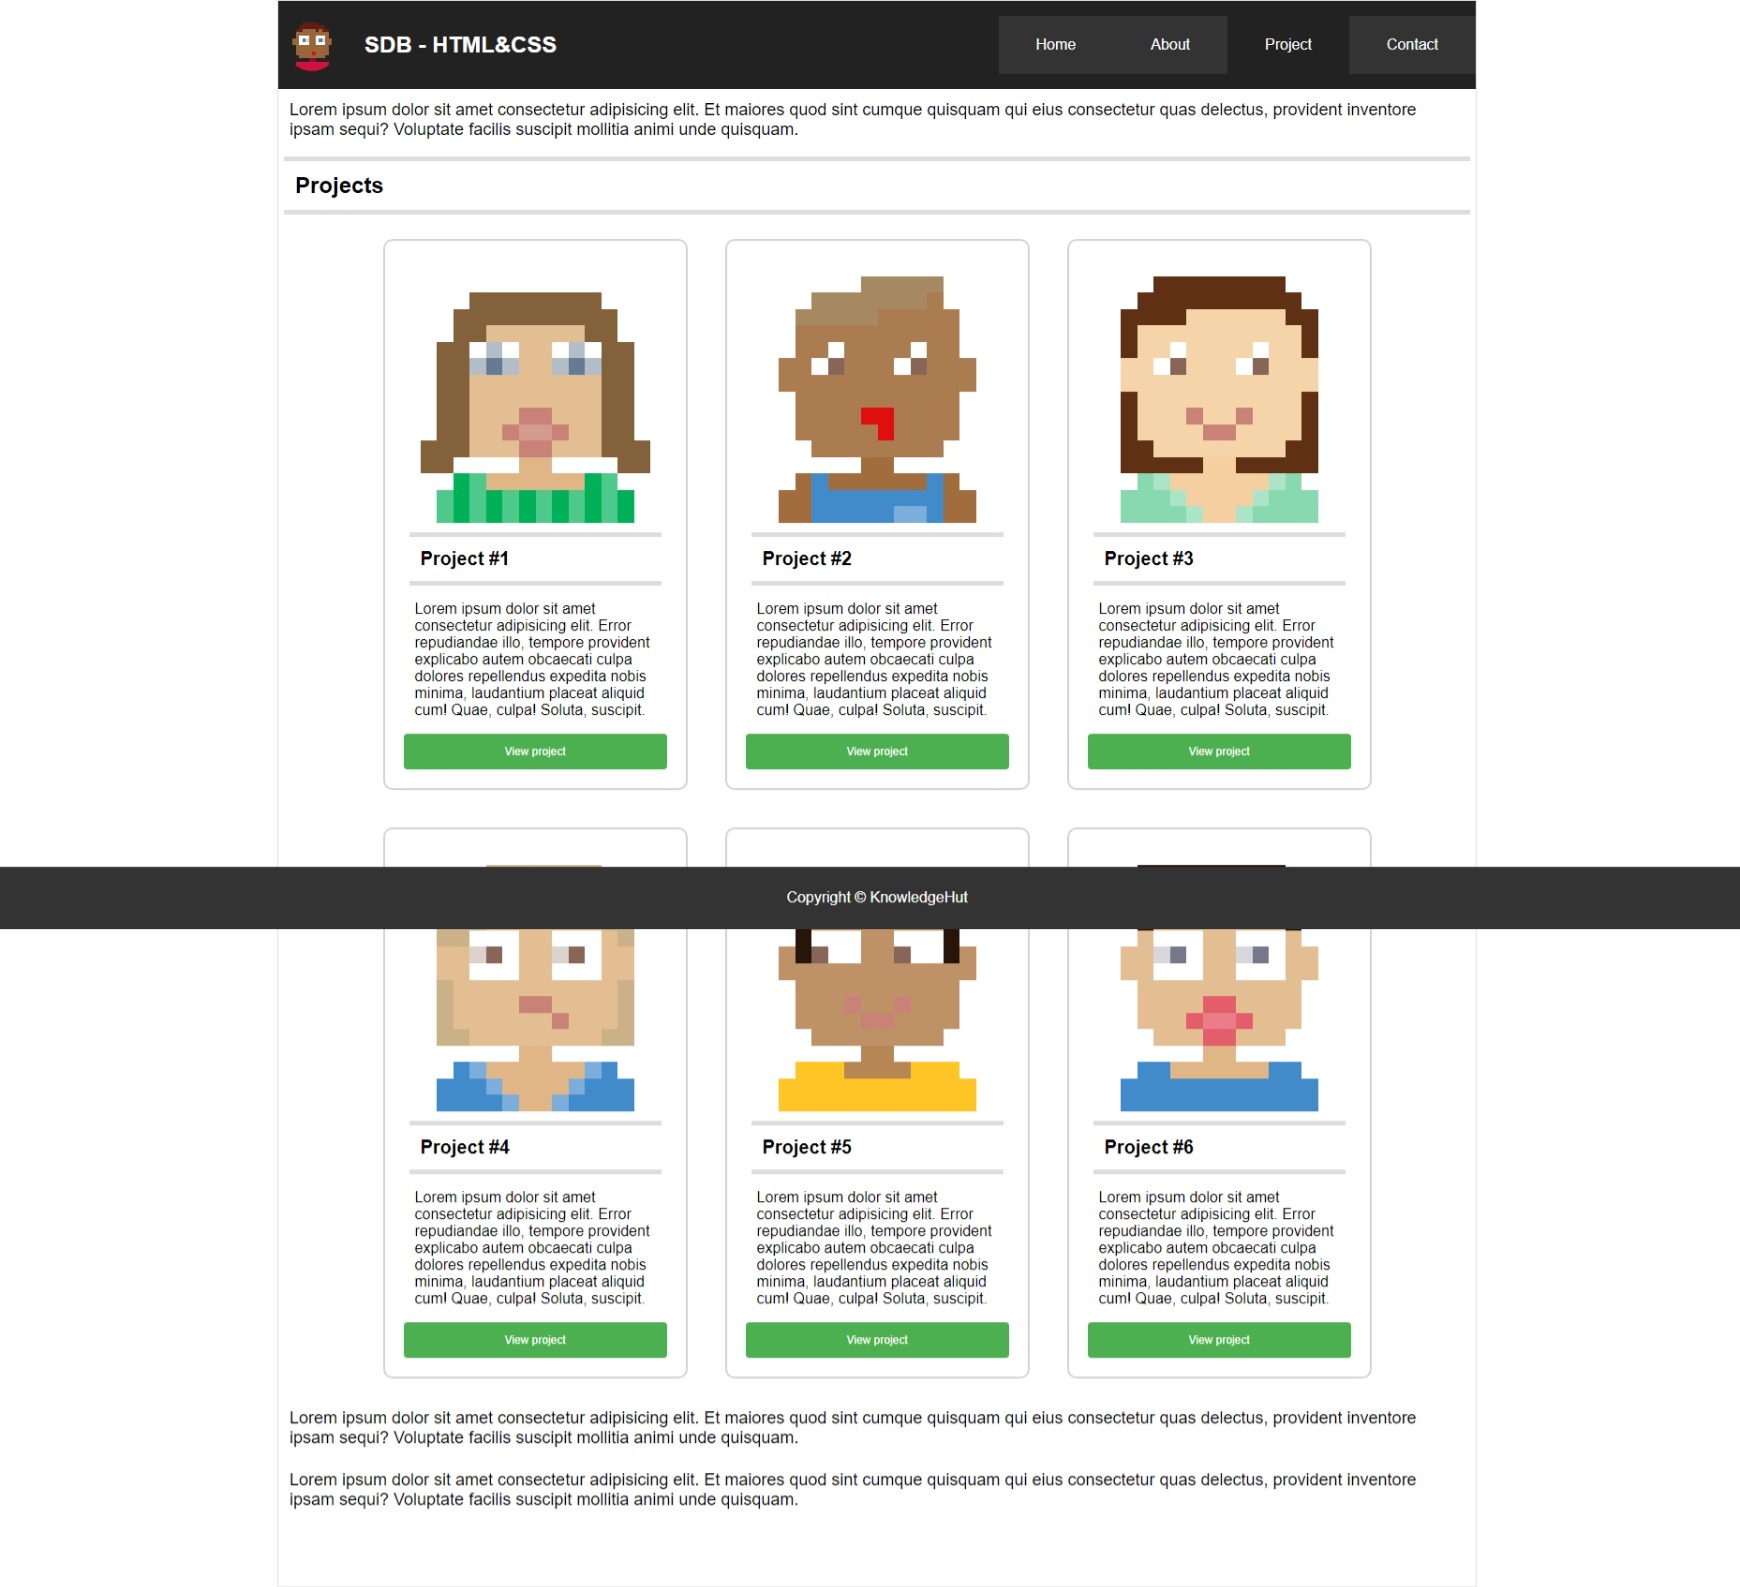 SDB - HTML&CSS
Home About Project Contact
Lorem ipsum dolor sit amet consectetur adipisicing elit. Et maiores quod sint cumque quisquam qui eius consectetur quas delectus, provident inventore
ipsam sequi? Voluptate facilis suscipit mollitia animi unde quisquam.
Projects
Project #1
Lorem ipsum dolor sit amet
consectetur adipisicing elit. Error
repudiandae illo, tempore provident
explicabo autem obcaecati culpa
dolores repellendus expedita nobis
minima, laudantium placeat aliquid
cum! Quae, culpa! Soluta, suscipit.
View project
Project #2
Lorem ipsum dolor sit amet
consectetur adipisicing elit. Error
repudiandae illo, tempore provident
explicabo autem obcaecati culpa
dolores repellendus expedita nobis
minima, laudantium placeat aliquid
cum! Quae, culpa! Soluta, suscipit.
View project
Project #3
Lorem ipsum dolor sit amet
consectetur adipisicing elit. Error
repudiandae illo, tempore provident
explicabo autem obcaecati culpa
dolores repellendus expedita nobis
minima, laudantium placeat aliquid
cum! Quae, culpa! Soluta, suscipit.
View project
Copyright © KnowledgeHut
Project #4
Lorem ipsum dolor sit amet
consectetur adipisicing elit. Error
repudiandae illo, tempore provident
explicabo autem obcaecati culpa
dolores repellendus expedita nobis
minima, laudantium placeat aliquid
cum! Quae, culpa! Soluta, suscipit.
View project
Project #5
Lorem ipsum dolor sit amet
consectetur adipisicing elit. Error
repudiandae illo, tempore provident
explicabo autem obcaecati culpa
dolores repellendus expedita nobis
minima, laudantium placeat aliquid
cum! Quae, culpa! Soluta, suscipit.
View project
Project #6
Lorem ipsum dolor sit amet
consectetur adipisicing elit. Error
repudiandae illo, tempore provident
explicabo autem obcaecati culpa
dolores repellendus expedita nobis
minima, laudantium placeat aliquid
cum! Quae, culpa! Soluta, suscipit.
View project
Lorem ipsum dolor sit amet consectetur adipisicing elit. Et maiores quod sint cumque quisquam qui eius consectetur quas delectus, provident inventore
ipsam sequi? Voluptate facilis suscipit mollitia animi unde quisquam.
Lorem ipsum dolor sit amet consectetur adipisicing elit. Et maiores quod sint cumque quisquam qui eius consectetur quas delectus, provident inventore
ipsam sequi? Voluptate facilis suscipit mollitia animi unde quisquam.